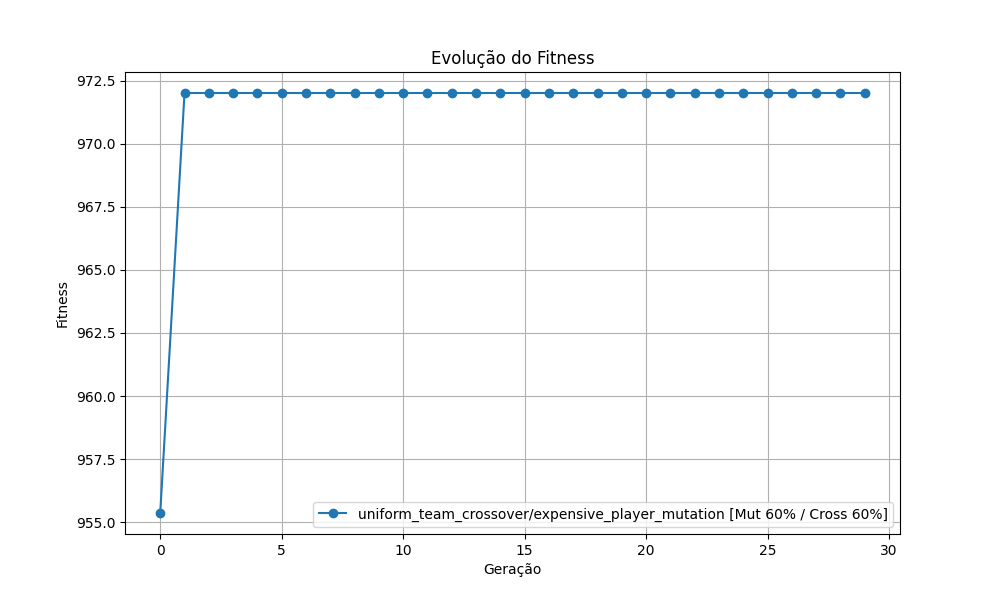 Evolução do Fitness
Fitness
972.5
970.0
967.5
965.0
962.5
960.0
957.5
955.0
uniform_team_crossover/expensive_player_mutation [Mut 60% / Cross 60%]
0 5 10 15 20 25 30
Geração